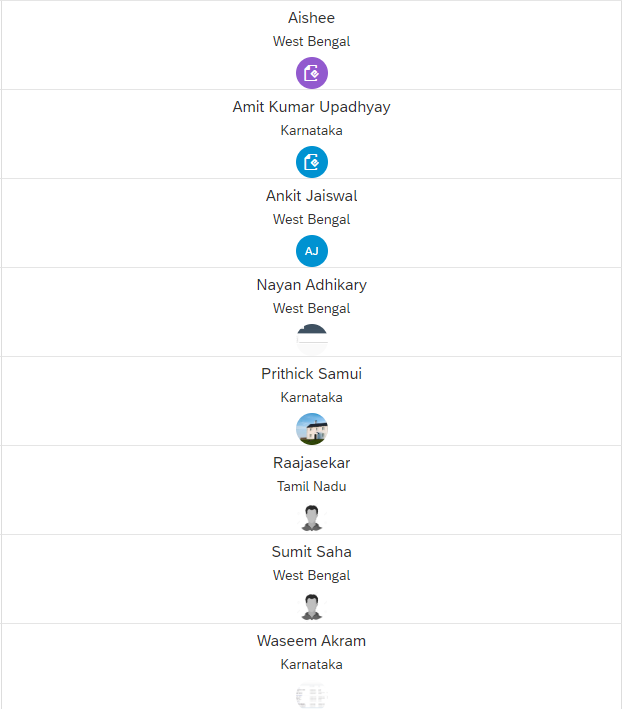 Aishee
West Bengal
Amit Kumar Upadhyay
Karnataka
Ankit Jaiswal
West Bengal
AJ
Nayan Adhikary
West Bengal
Prithick Samui
Karnataka
Raajasekar
Tamil Nadu
Sumit Saha
West Bengal
Waseem Akram
Karnataka